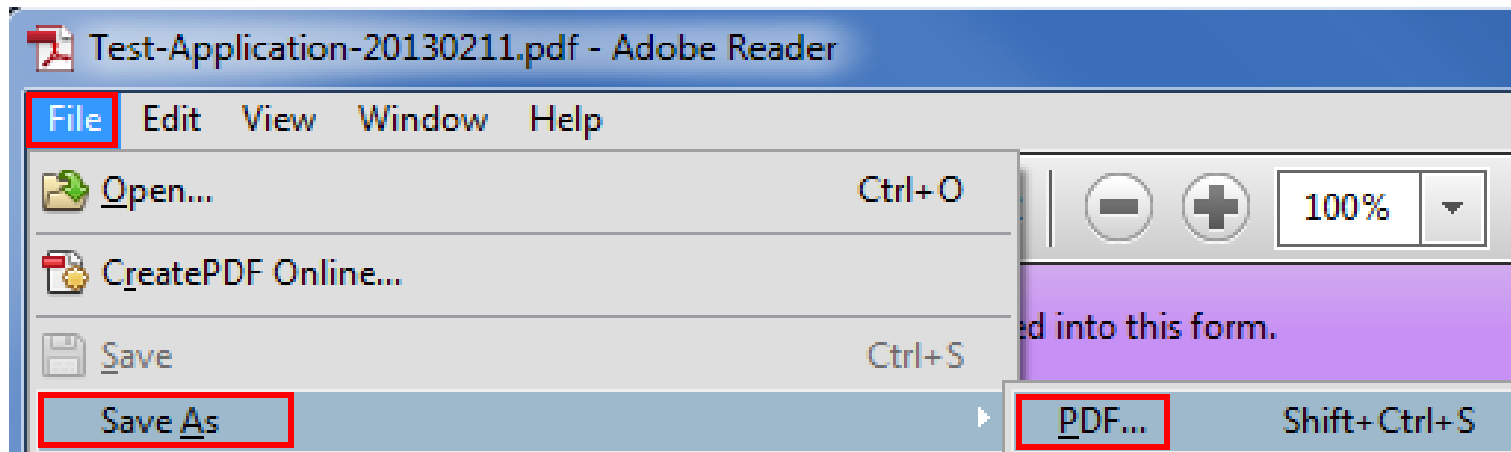 Test-Application-20130211.pdf - Adobe Reader
File Edit View Window Help
Open... Ctrl+O
100%
CreatePDF Online...
into this form.
Save Ctrl+S
Save As PDF... Shift+Ctrl+S